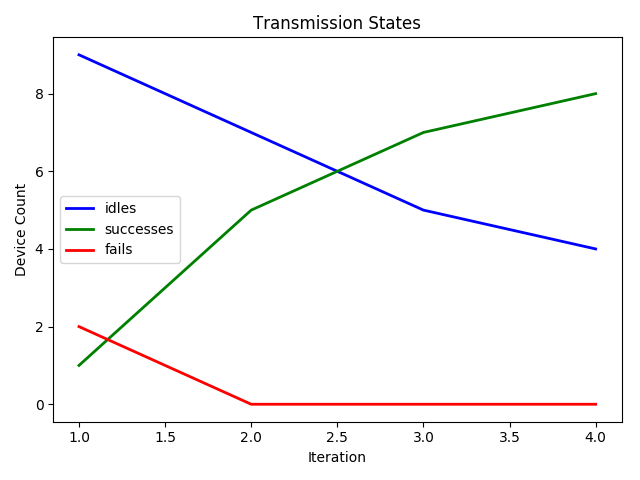 Transmission States
Device Count
8
6
4
2
0
idles
successes
fails
1.0 1.5 2.0 2.5 3.0 3.5 4.0
Iteration